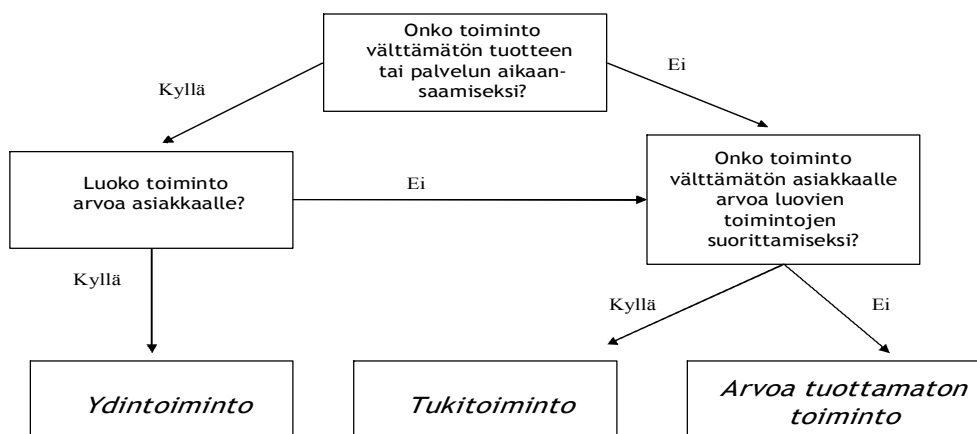 Onko toiminto
välttämätön tuotteen
tai palvelun aikaan-
saamiseksi?
Kyllä
Ei
Luoko toiminto
arvoa asiakkaalle?
Ei
Onko toiminto
välttämätön asiakkaalle
arvoa luovien
toimintojen
suorittamiseksi?
Kyllä
Kyllä
Ei
Ydintoiminto
Tukitoiminto
Arvoa tuottamaton
toiminto